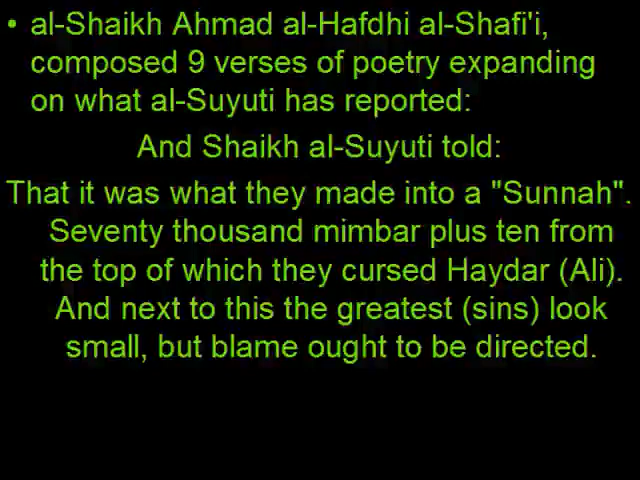 • al-Shaikh Ahmad al-Hafdhi al-Shafi'i,
composed 9 verses of poetry expanding
on what al-Suyuti has reported:
And Shaikh al-Suyuti told:
That it was what they made into a "Sunnah".
Seventy thousand mimbar plus ten from
the top of which they cursed Haydar (Ali).
And next to this the greatest (sins) look
small, but blame ought to be directed.